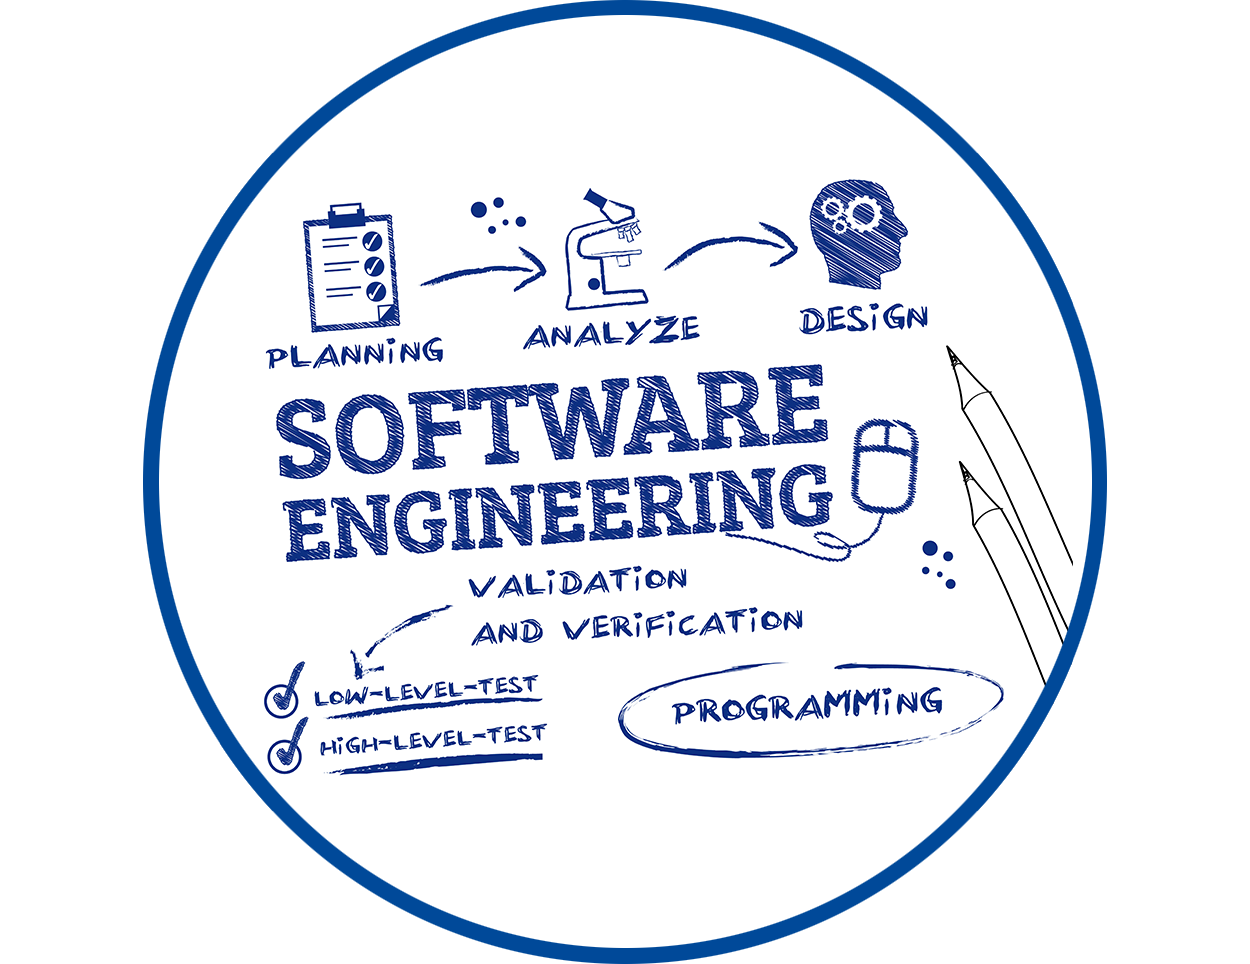 PLANNiNG
ANALYZE
DESiGN
SOFTWARE
ENGINEERING
VALiDATiON
AND VERiFiCATiON
LOW-LEVEL-TEST
HiGH-LEVEL-TEST
PROGRAMMiNG